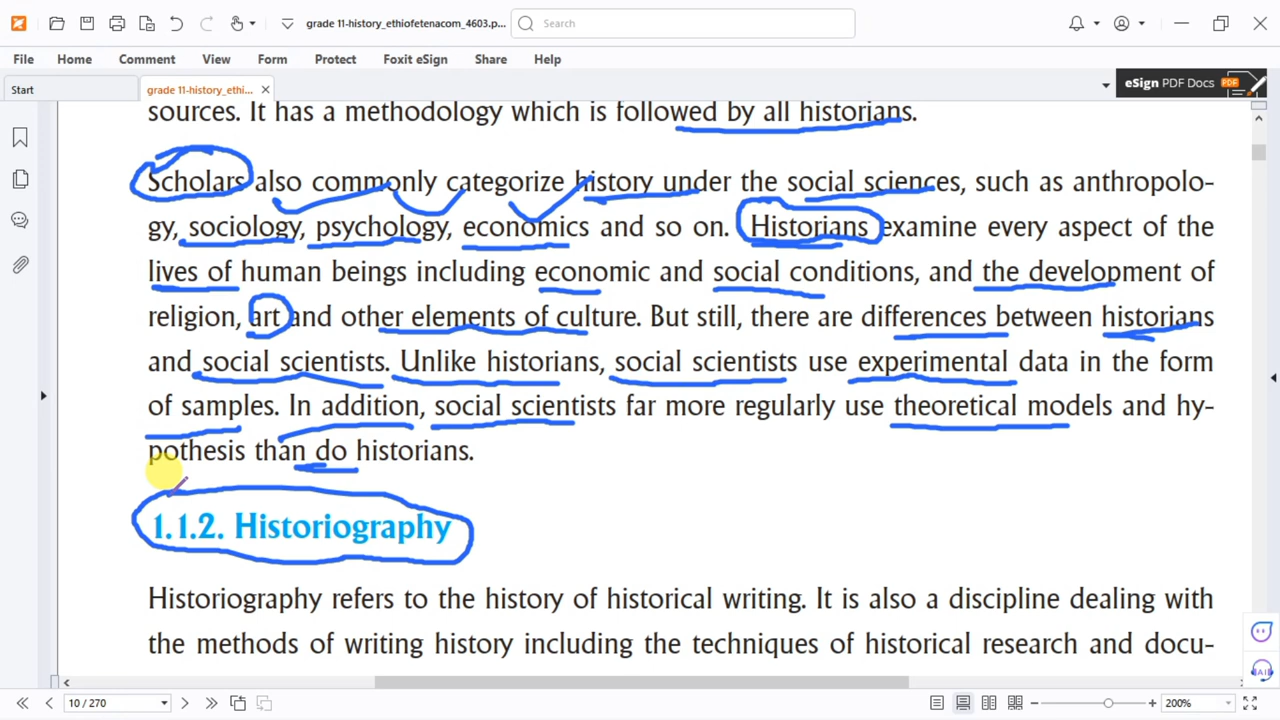 grade 11-history_ethiofetenacom_4603.p...
Search
File Home Comment View Form Protect Foxit eSign Share Help
Start
grade 11-history_ethi...
eSign PDF Docs
PDF
sources. It has a methodology which is followed by all historians.
Scholars also commonly categorize history under the social sciences, such as anthropolo-
gy, sociology, psychology, economics and so on. Historians examine every aspect of the
lives of human beings including economic and social conditions, and the development of
religion, art and other elements of culture. But still, there are differences between historians
and social scientists. Unlike historians, social scientists use experimental data in the form
of samples. In addition, social scientists far more regularly use theoretical models and hy-
pothesis than do historians.
1.1.2. Historiography
Historiography refers to the history of historical writing. It is also a discipline dealing with
the methods of writing history including the techniques of historical research and docu-
AI
10 / 270
200%